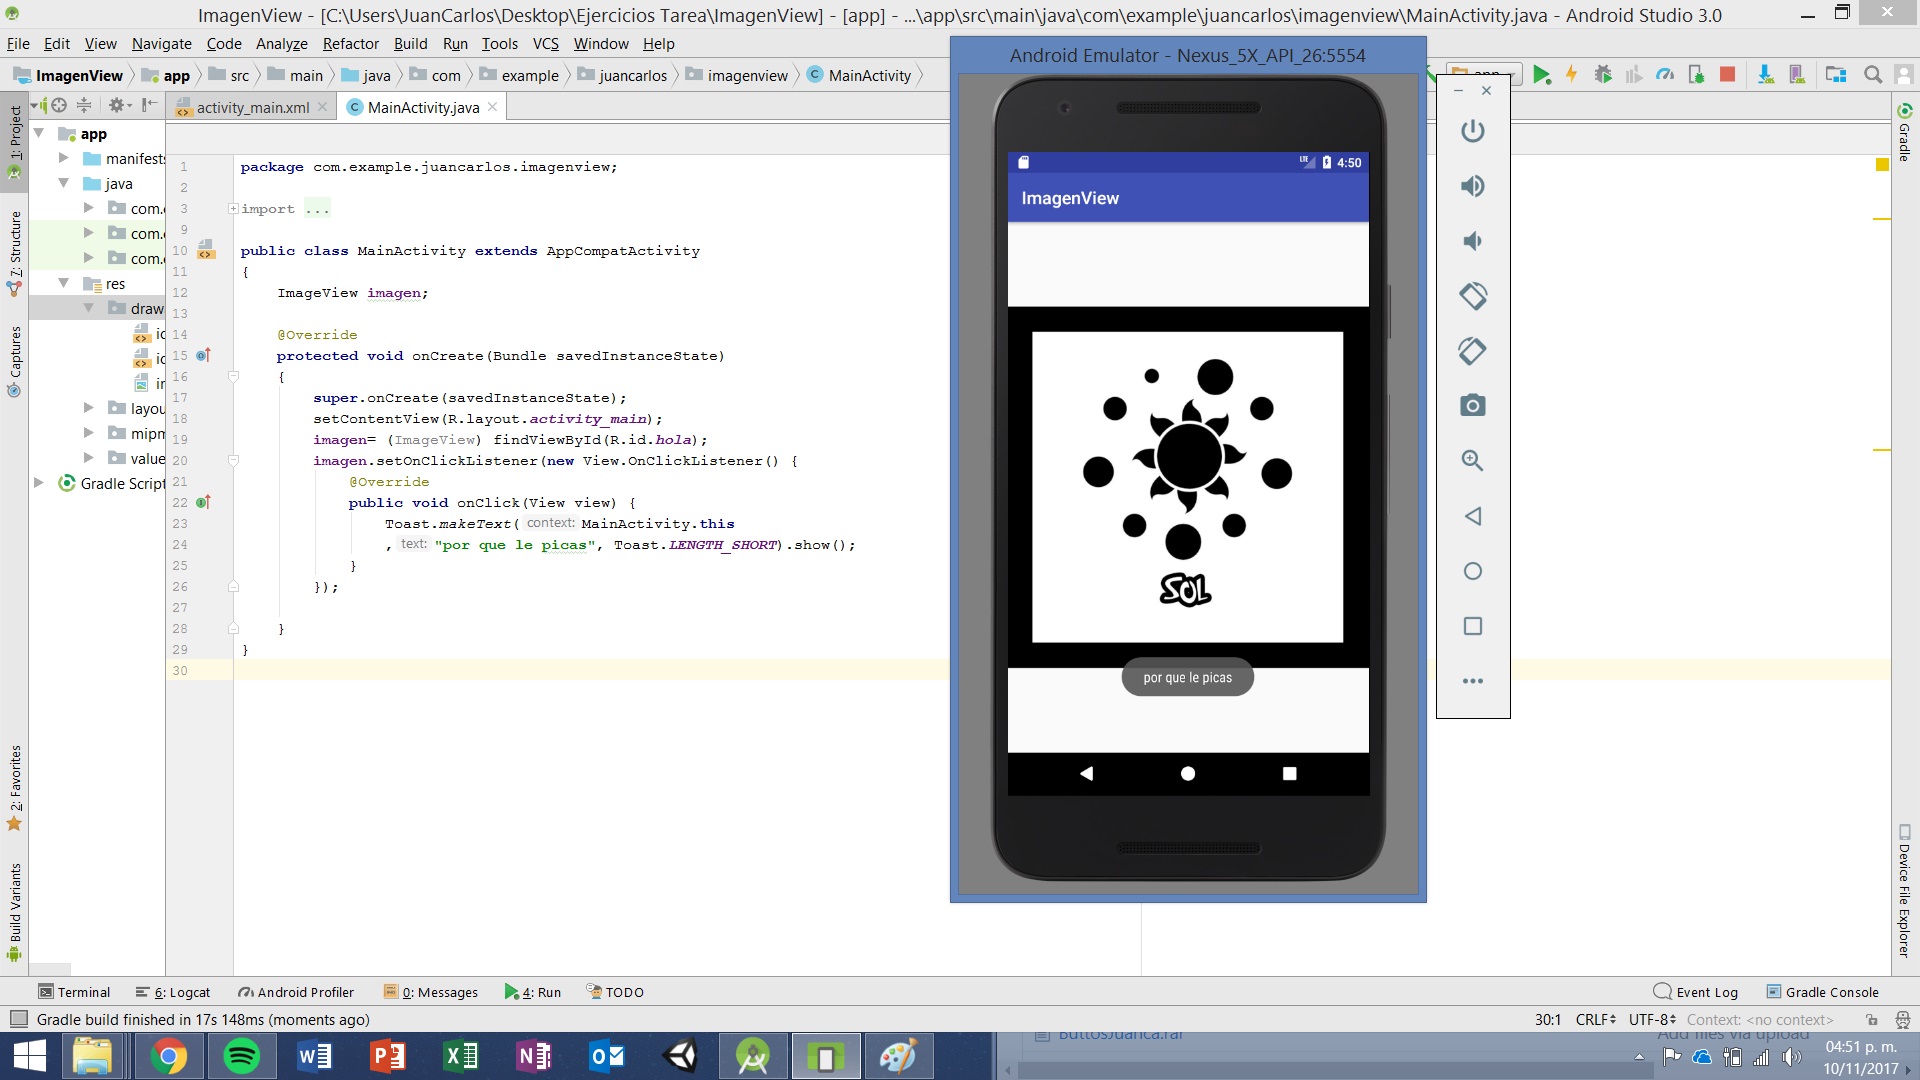 ImagenView - [C:\Users\JuanCarlos\Desktop\Ejercicios Tarea\ImagenView] - [app] - ...\app\src\main\java\com\example\juancarlos\imagenview\MainActivity.java - Android Studio 3.0
File Edit View Navigate Code Analyze Refactor Build Run Tools VCS Window Help
Android Emulator - Nexus_5X_API_26:5554
ImagenView app src main java com example juancarlos imagenview MainActivity
app
activity_main.xml MainActivity.java
1: Project
7: Structure
Captures
2: Favorites
Build Variants
app
manifests
java
com.
com.
com.
res
draw
layou
mipm
value
Gradle Script
1 package com.example.juancarlos.imagenview;
2
3 import ...
9
10 public class MainActivity extends AppCompatActivity
11 {
12 ImageView imagen;
13
14 @Override
15 protected void onCreate(Bundle savedInstanceState)
16 {
17 super.onCreate(savedInstanceState);
18 setContentView(R.layout.activity_main);
19 imagen= (ImageView) findViewById(R.id.hola);
20 imagen.setOnClickListener(new View.OnClickListener() {
21 @Override
22 public void onClick(View view) {
23 Toast.makeText( context: MainActivity.this
24 , text: "por que le picas", Toast.LENGTH_SHORT).show();
25 }
26 });
27
28 }
29 }
30
LTE 4:50
ImagenView
SOL
por que le picas
Gradle
Device File Explorer
Terminal 6: Logcat Android Profiler 0: Messages 4: Run TODO Event Log Gradle Console
Gradle build finished in 17s 148ms (moments ago) 30:1 CRLF UTF-8 Context: <no context>
ButtosJuanca.rar Add files via upload
04:51 p. m.
10/11/2017